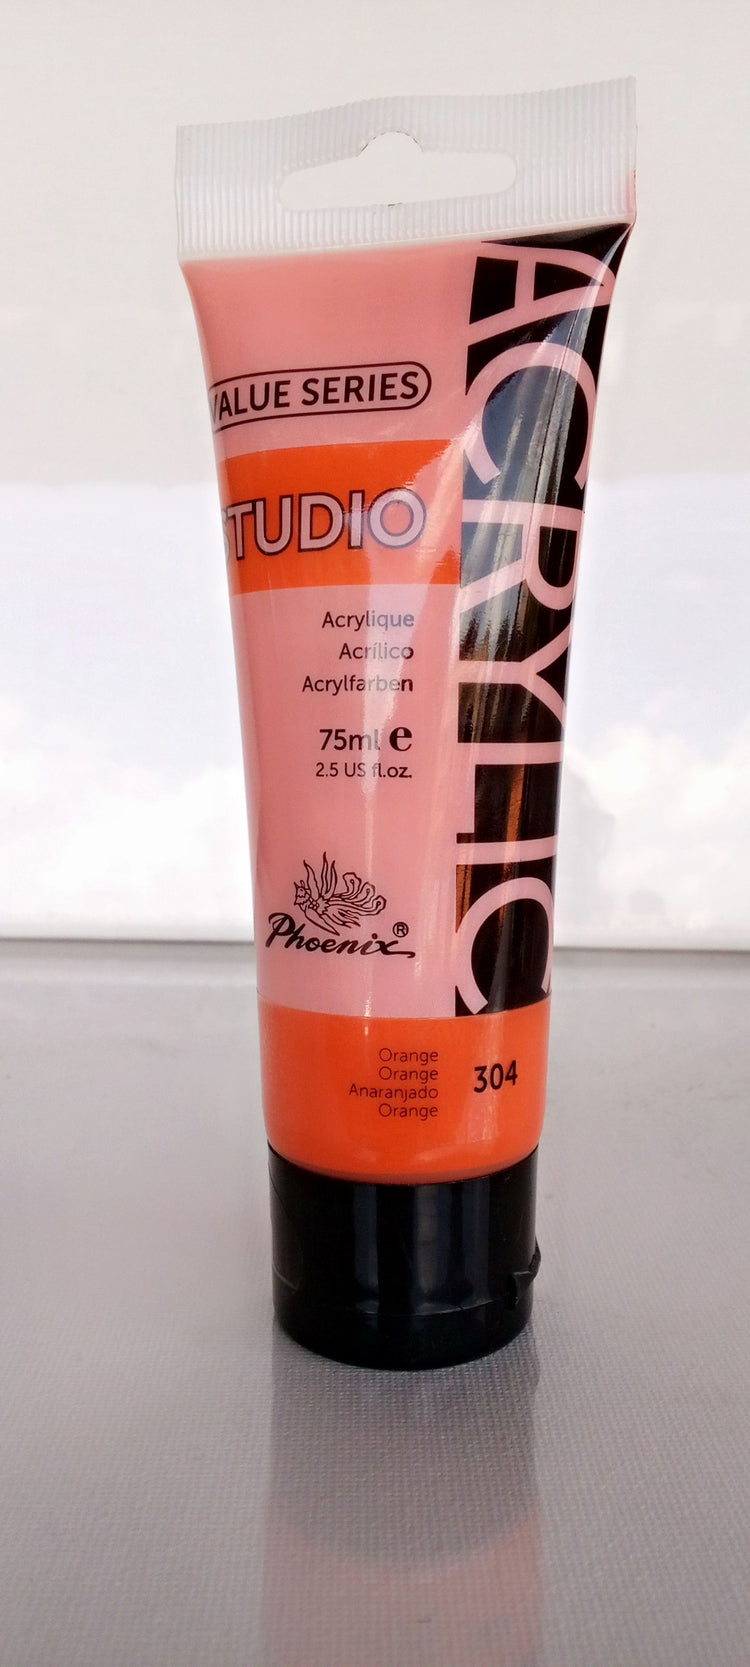 VALUE SERIES
STUDIO
ACRYLIC
Acrylique
Acrílico
Acrylfarben
75ml e
2.5 US fl.oz.
Phoenix®
Orange
Orange
Anaranjado
Orange
304